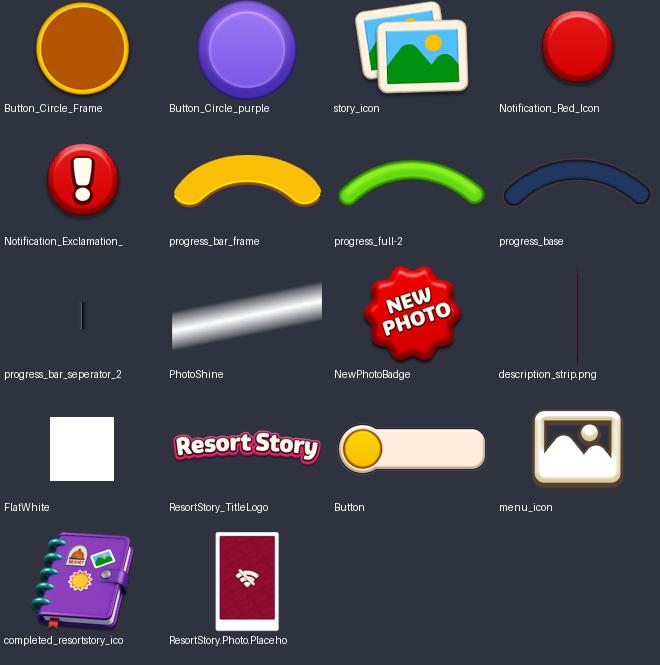 Button_Circle_Frame
Button_Circle_purple
story_icon
Notification_Red_Icon
Notification_Exclamation_
progress_bar_frame
progress_full-2
progress_base
NEW
PHOTO
progress_bar_seperator_2
PhotoShine
NewPhotoBadge
description_strip.png
Resort Story
FlatWhite
ResortStory_TitleLogo
Button
menu_icon
RESORT
completed_resortstory_ico
ResortStory.Photo.Placeho